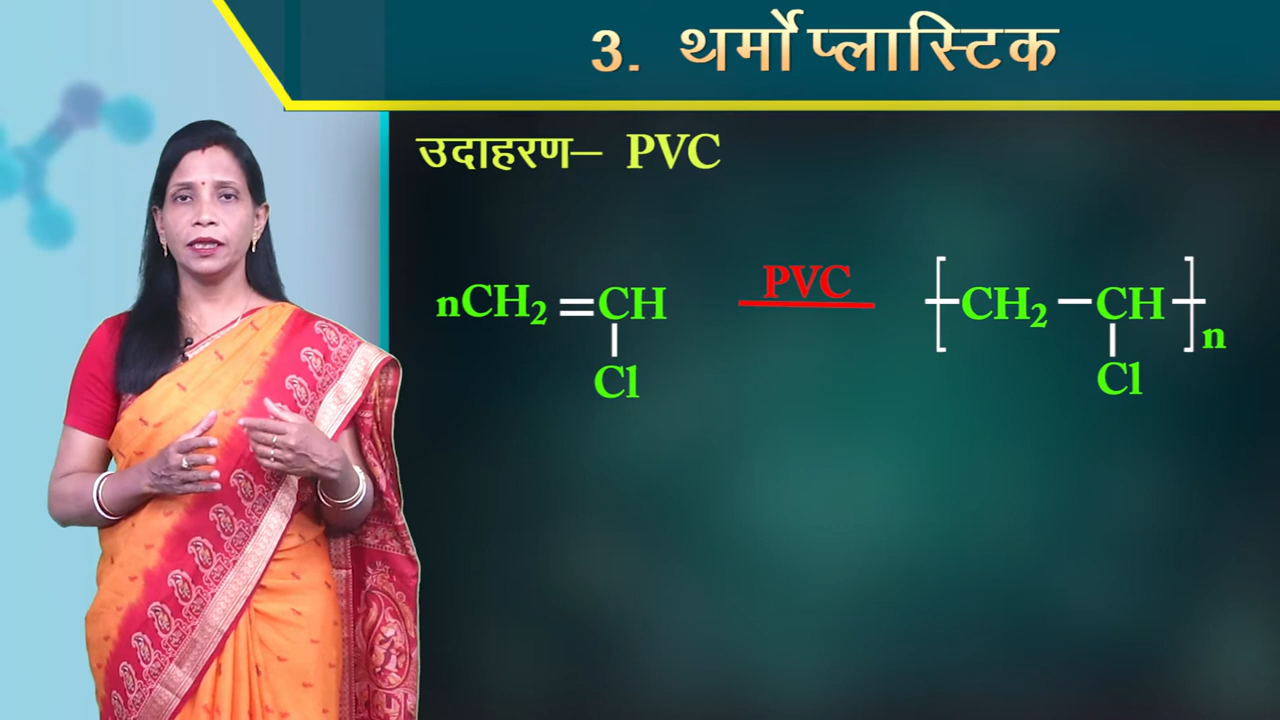 3. थर्मो प्लास्टिक
उदाहरण– PVC
nCH₂ =CH PVC [-CH₂ -CH-]n
Cl Cl